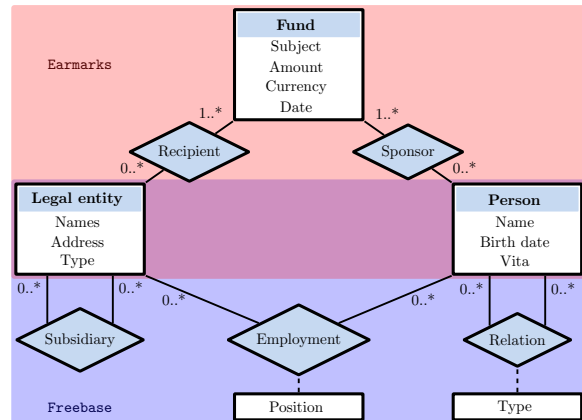 Fund
Subject
Amount
Currency
Date
Earmarks
1..*
1..*
Recipient
Sponsor
0..*
0..*
Legal entity
Names
Address
Type
Person
Name
Birth date
Vita
0..*
0..*
0..*
0..*
0..*
0..*
Subsidiary
Employment
Relation
Freebase
Position
Type